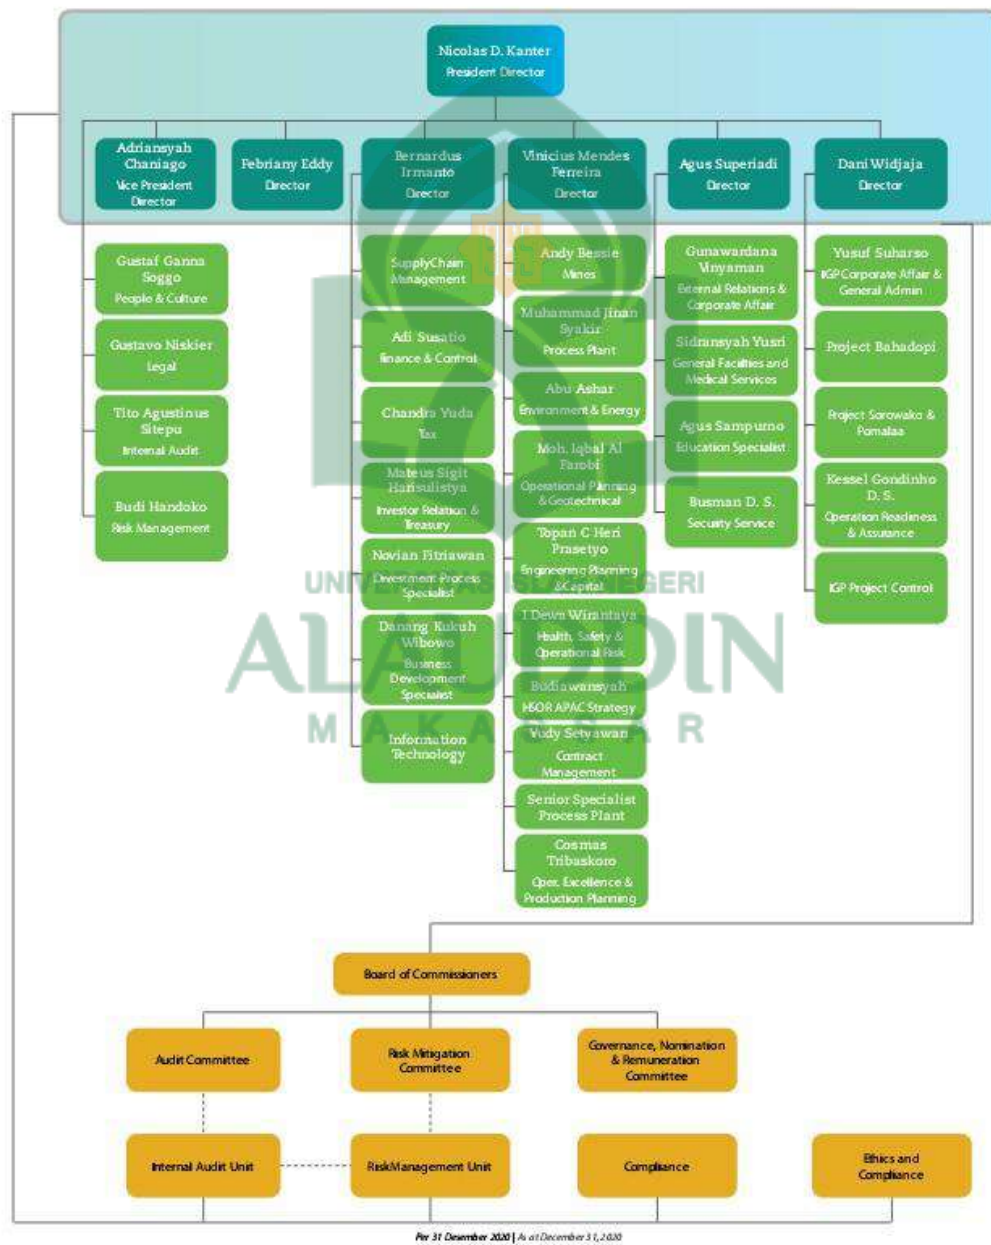 Nicolas D. Kanter
President Director
Adriansyah
Chaniago
Vice President
Director
Febriany Eddy
Director
Bernardus
Irmanto
Director
Vinicius Mendes
Ferreira
Director
Agus Superiadi
Director
Dani Widjaja
Director
Gustaf Ganna
Soggo
People & Culture
Gustavo Niskier
Legal
Tito Agustinus
Sitepu
Internal Audit
Budi Handoko
Risk Management
SupplyChain
Management
Adi Susatio
Finance & Control
Chandra Yuda
Tax
Mateus Sigit
Harisulistya
Investor Relation &
Treasury
Novian Fitriawan
Divestment Process
Specialist
Danang Kukuh
Wibowo
Business
Development
Specialist
Information
Technology
Andy Bessie
Mines
Muhammad Jinan
Syakir
Process Plant
Abu Ashar
Environment & Energy
Moh. Iqbal Al
Farobi
Operational Planning
& Geotechnical
Topan C Heri
Prasetyo
Engineering Planning
& Capital
I Dewa Wirantaya
Health, Safety &
Operational Risk
Budiawansyah
HSOR APAC Strategy
Yudy Setyawan
Contract
Management
Senior Specialist
Process Plant
Cosmas
Tribaskoro
Oper. Excellence &
Production Planning
Gunawardana
Vinyaman
External Relations &
Corporate Affair
Sidransyah Yusri
General Facilities and
Medical Services
Agus Sampurno
Education Specialist
Busman D. S.
Security Service
Yusuf Suharso
IGP Corporate Affair &
General Admin
Project Bahadopi
Project Sorowako &
Pomalaa
Kessel Gondinho
D. S.
Operation Readiness
& Assurance
IGP Project Control
UNIVERSITAS ISLAM NEGERI
ALAUDDIN
MAKASSAR
Board of Commissioners
Audit Committee
Risk Mitigation
Committee
Governance, Nomination
& Remuneration
Committee
Internal Audit Unit
RiskManagement Unit
Compliance
Ethics and
Compliance
Per 31 Desember 2020 | As at December 31, 2020